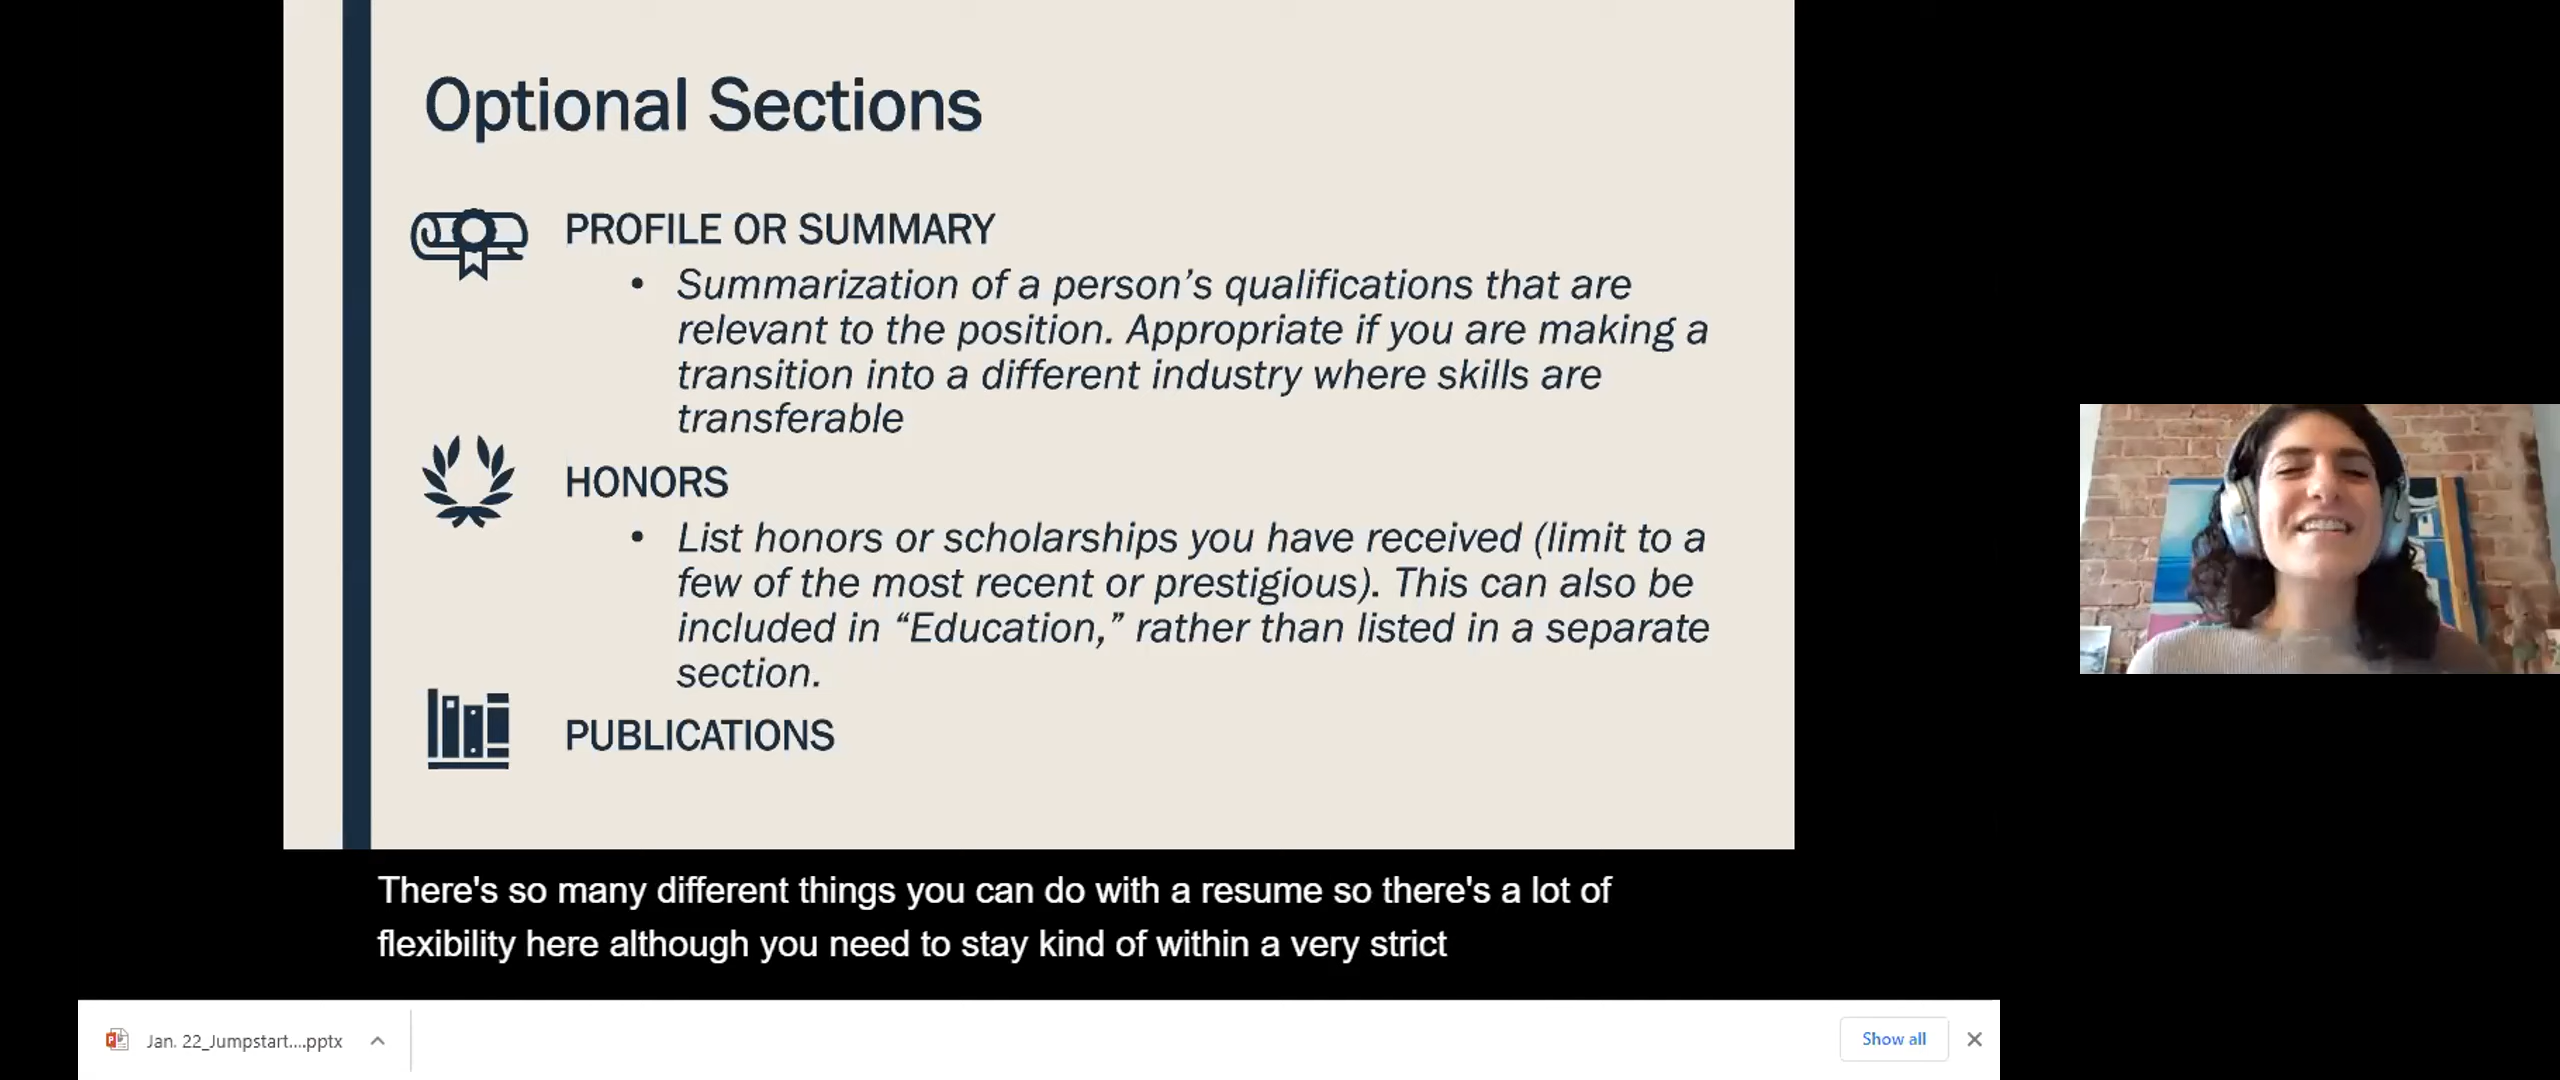 Optional Sections
PROFILE OR SUMMARY
• Summarization of a person’s qualifications that are
relevant to the position. Appropriate if you are making a
transition into a different industry where skills are
transferable
HONORS
• List honors or scholarships you have received (limit to a
few of the most recent or prestigious). This can also be
included in “Education,” rather than listed in a separate
section.
PUBLICATIONS
There's so many different things you can do with a resume so there's a lot of
flexibility here although you need to stay kind of within a very strict
Jan. 22_Jumpstart....pptx
Show all